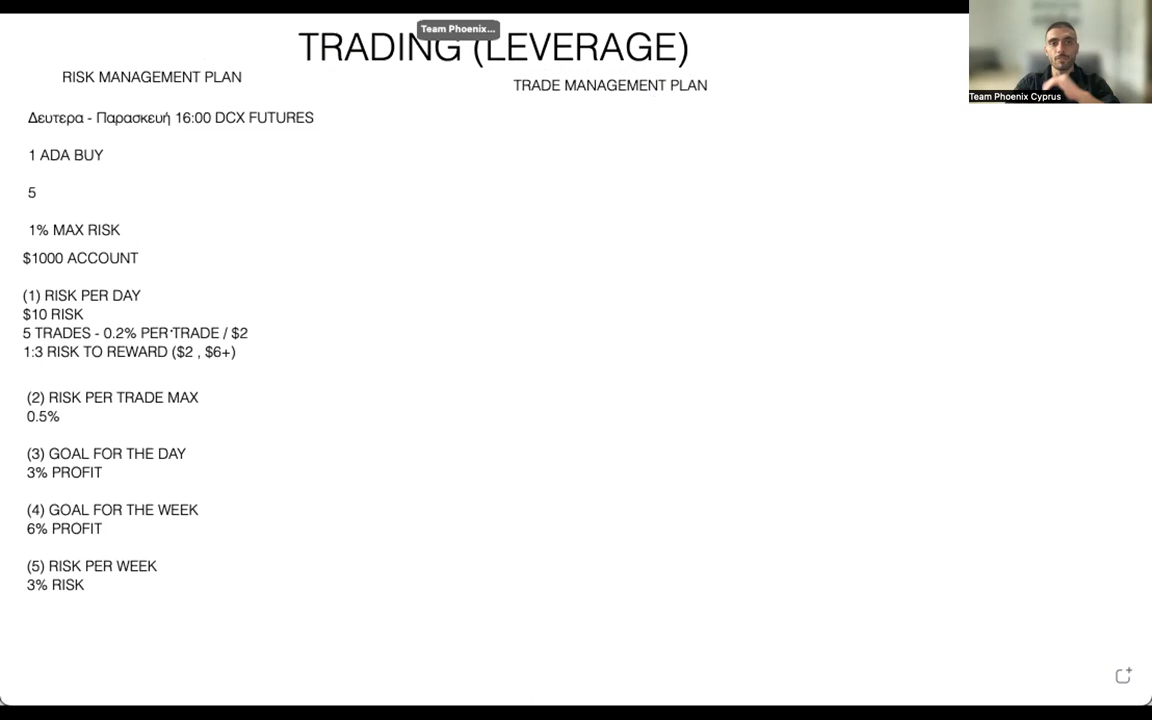 Team Phoenix...
TRADING (LEVERAGE)
RISK MANAGEMENT PLAN
TRADE MANAGEMENT PLAN
Team Phoenix Cyprus
Δευτερα - Παρασκευή 16:00 DCX FUTURES
1 ADA BUY
5
1% MAX RISK
$1000 ACCOUNT
(1) RISK PER DAY
$10 RISK
5 TRADES - 0.2% PER TRADE / $2
1:3 RISK TO REWARD ($2 , $6+)
(2) RISK PER TRADE MAX
0.5%
(3) GOAL FOR THE DAY
3% PROFIT
(4) GOAL FOR THE WEEK
6% PROFIT
(5) RISK PER WEEK
3% RISK